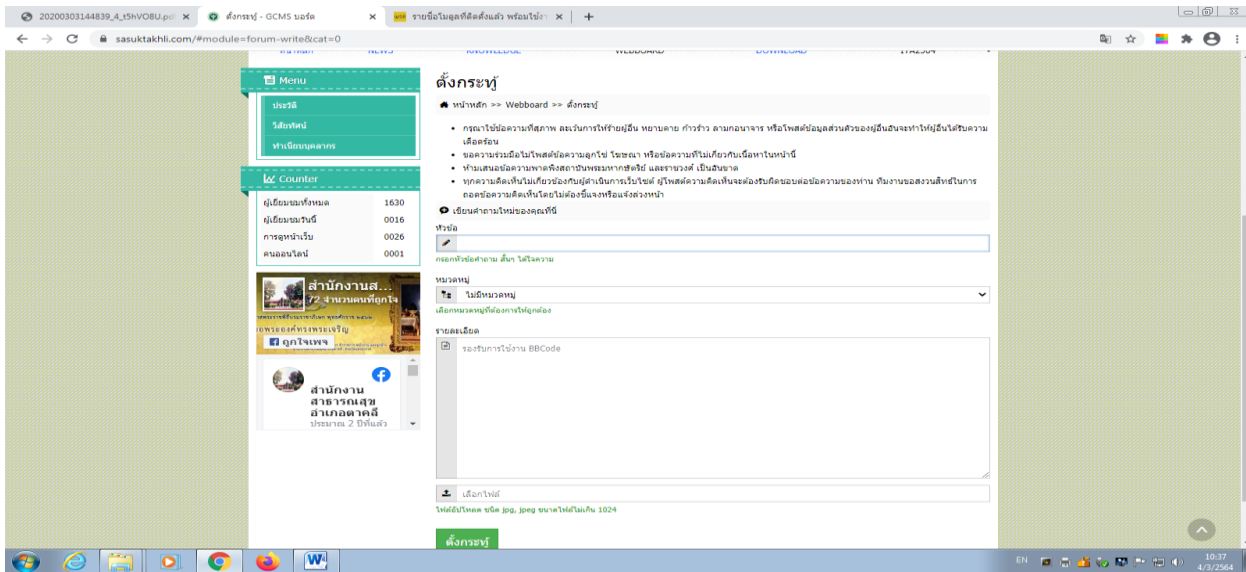 20200303144839_4_t5hVO8U.pd
ตั้งกระทู้ - GCMS บอร์ด
รายชื่อโมดูลที่ติดตั้งแล้ว พร้อมใช้งา
sasuktakhli.com/#module=forum-write&cat=0
หน้าหลัก NEWS KNOWLEDGE WEBBOARD DOWNLOAD ITA2564
Menu
ประวัติ
วิสัยทัศน์
ทำเนียบบุคลากร
Counter
ผู้เยี่ยมชมทั้งหมด 1630
ผู้เยี่ยมชมวันนี้ 0016
การดูหน้าเว็บ 0026
คนออนไลน์ 0001
สำนักงานส...
72 จำนวนคนที่ถูกใจ
ถูกใจเพจ
สำนักงาน
สาธารณสุข
อำเภอตาคลี
ประมาณ 2 ปีที่แล้ว
ตั้งกระทู้
หน้าหลัก >> Webboard >> ตั้งกระทู้
กรุณาใช้ข้อความที่สุภาพ ละเว้นการให้ร้ายผู้อื่น หยาบคาย ก้าวร้าว ลามกอนาจาร หรือโพสต์ข้อมูลส่วนตัวของผู้อื่นอันจะทำให้ผู้อื่นได้รับความ
เดือดร้อน
ขอความร่วมมือไม่โพสต์ข้อความลูกโซ่ โฆษณา หรือข้อความที่ไม่เกี่ยวกับเนื้อหาในหน้านี้
ห้ามเสนอข้อความพาดพิงสถาบันพระมหากษัตริย์ และราชวงศ์ เป็นอันขาด
ทุกความคิดเห็นไม่เกี่ยวข้องกับผู้ดำเนินการเว็บไซต์ ผู้โพสต์ความคิดเห็นจะต้องรับผิดชอบต่อข้อความของท่าน ทีมงานขอสงวนสิทธ์ในการ
ถอดข้อความคิดเห็นโดยไม่ต้องชี้แจงหรือแจ้งล่วงหน้า
เขียนคำถามใหม่ของคุณที่นี่
หัวข้อ
กรอกหัวข้อคำถาม สั้นๆ ได้ใจความ
หมวดหมู่
ไม่มีหมวดหมู่
เลือกหมวดหมู่ที่ต้องการให้ถูกต้อง
รายละเอียด
รองรับการใช้งาน BBCode
เลือกไฟล์
ไฟล์อัปโหลด ชนิด jpg, jpeg ขนาดไฟล์ไม่เกิน 1024
ตั้งกระทู้
EN
10:37
4/3/2564